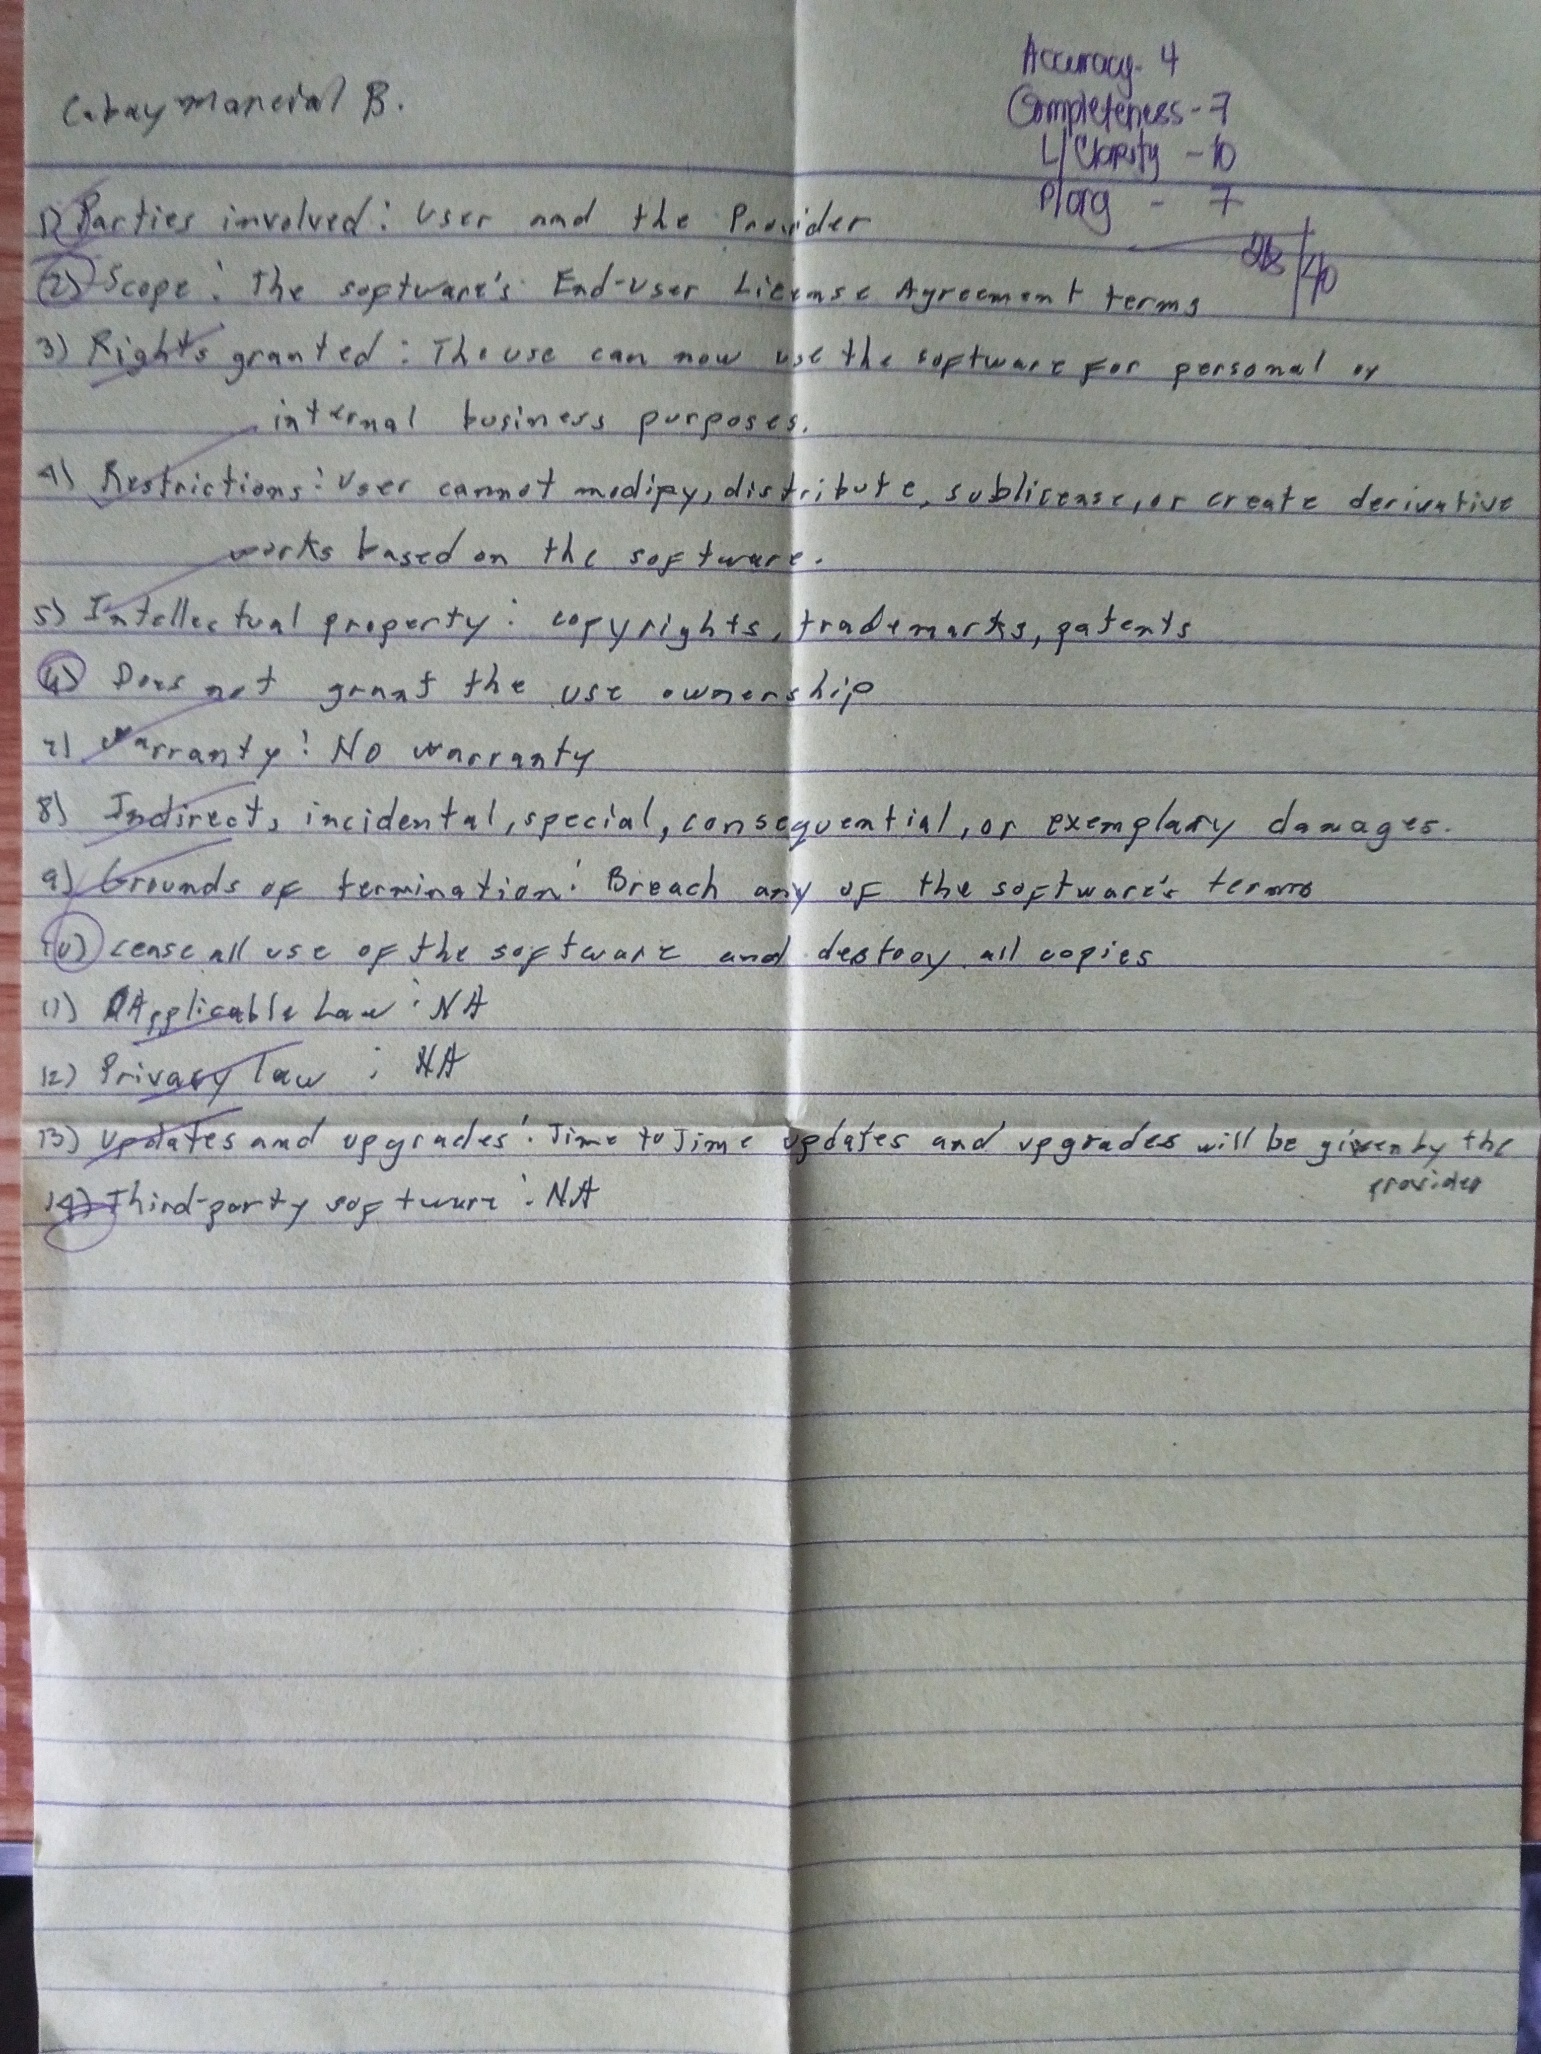 Cabay Marcial B.
Accuracy- 4
Completeness-7
L/Clarity -10
P/org - 7
28/40
1) Parties involved: User and the Provider
2) Scope: The software's End-User License Agreement terms
3) Rights granted: The use can now use the software for personal or
internal business purposes.
4) Restrictions: User cannot modify, distribute, sublicense, or create derivative
works based on the software.
5) Intellectual property: copyrights, trademarks, patents
6) Does not grant the use ownership
7) Warranty: No warranty
8) Indirect, incidental, special, consequential, or exemplary damages.
9) Grounds of termination: Breach any of the software's terms
10) cease all use of the software and destroy all copies
11) Applicable Law: NA
12) Privacy law : NA
13) Updates and upgrades: Time to Time updates and upgrades will be given by the
provider
14) Third-party software: NA